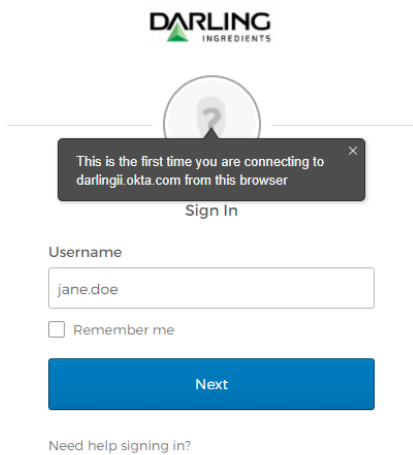 DARLING
INGREDIENTS
?
This is the first time you are connecting to
darlingii.okta.com from this browser
×
Sign In
Username
jane.doe
Remember me
Next
Need help signing in?